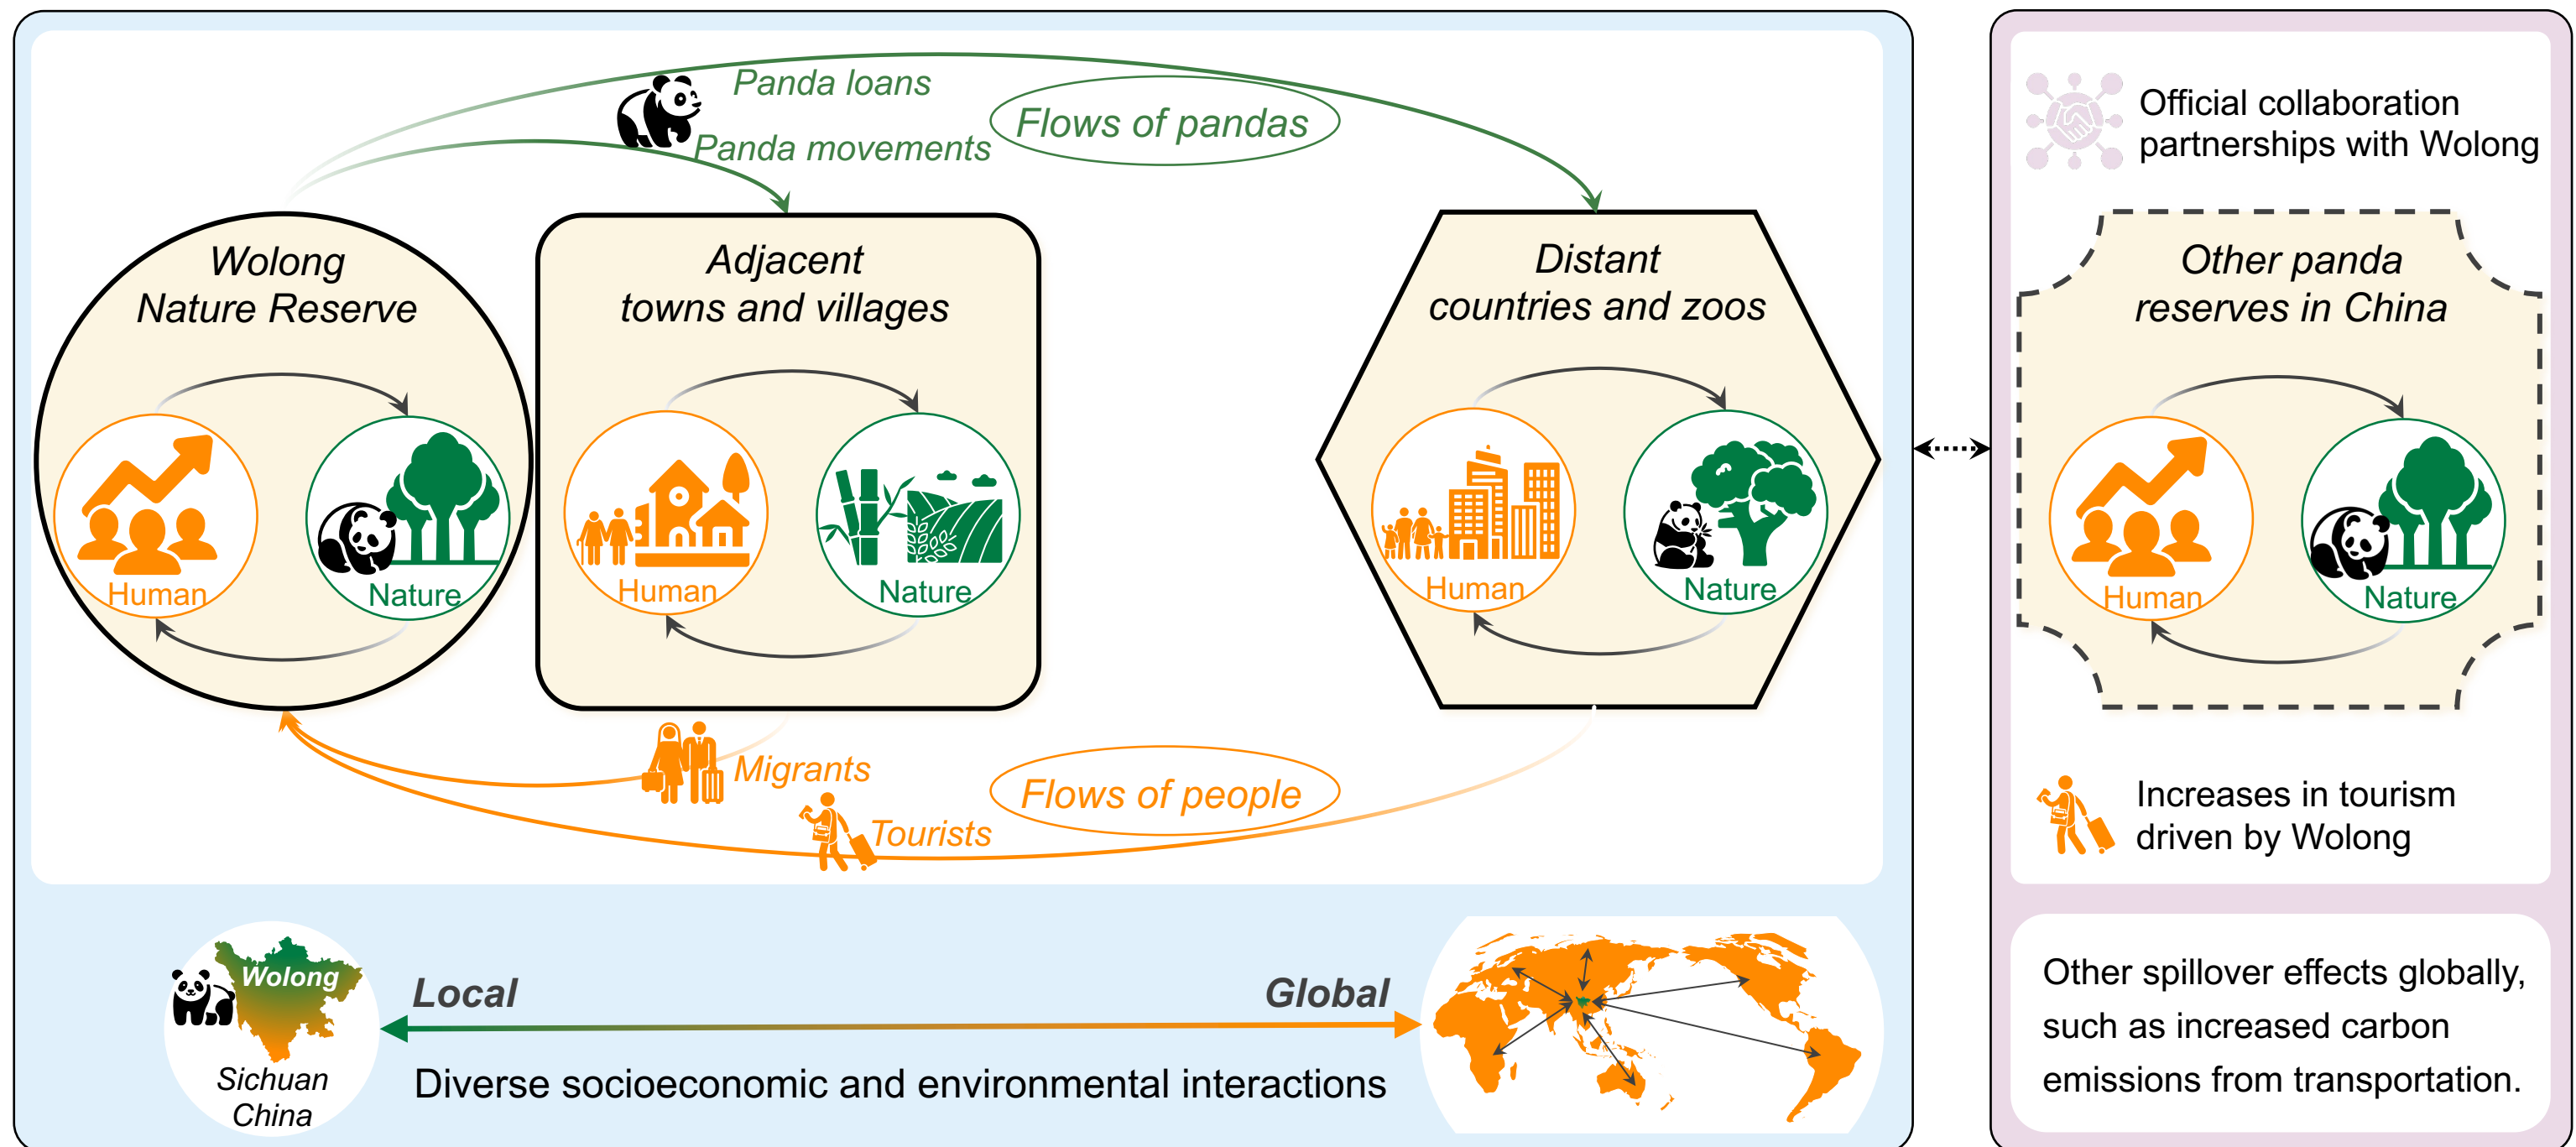 Panda loans
Panda movements
Flows of pandas
Wolong
Nature Reserve
Human
Nature
Adjacent
towns and villages
Human
Nature
Distant
countries and zoos
Human
Nature
Migrants
Tourists
Flows of people
Wolong
Sichuan
China
Local
Global
Diverse socioeconomic and environmental interactions
Official collaboration
partnerships with Wolong
Other panda
reserves in China
Human
Nature
Increases in tourism
driven by Wolong
Other spillover effects globally,
such as increased carbon
emissions from transportation.